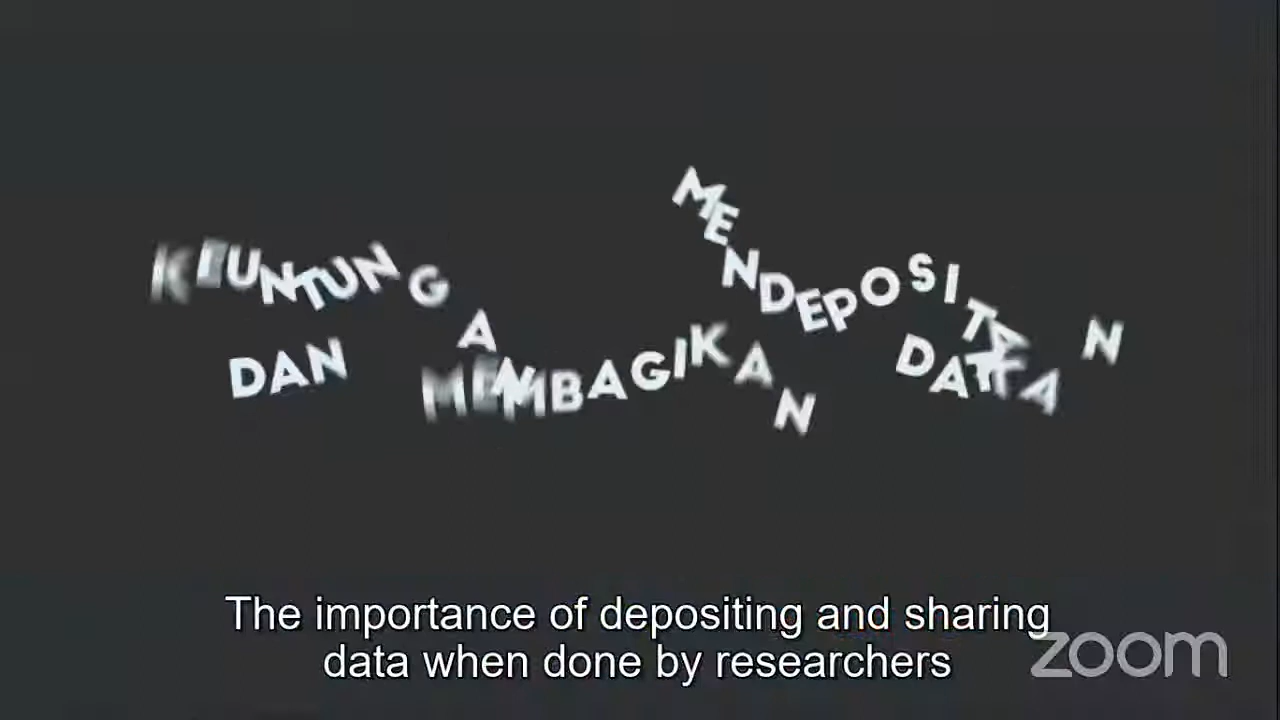 KEUNTUNGAN MENDEPOSITKAN
DAN MEMBAGIKAN DATA
The importance of depositing and sharing
data when done by researchers
zoom